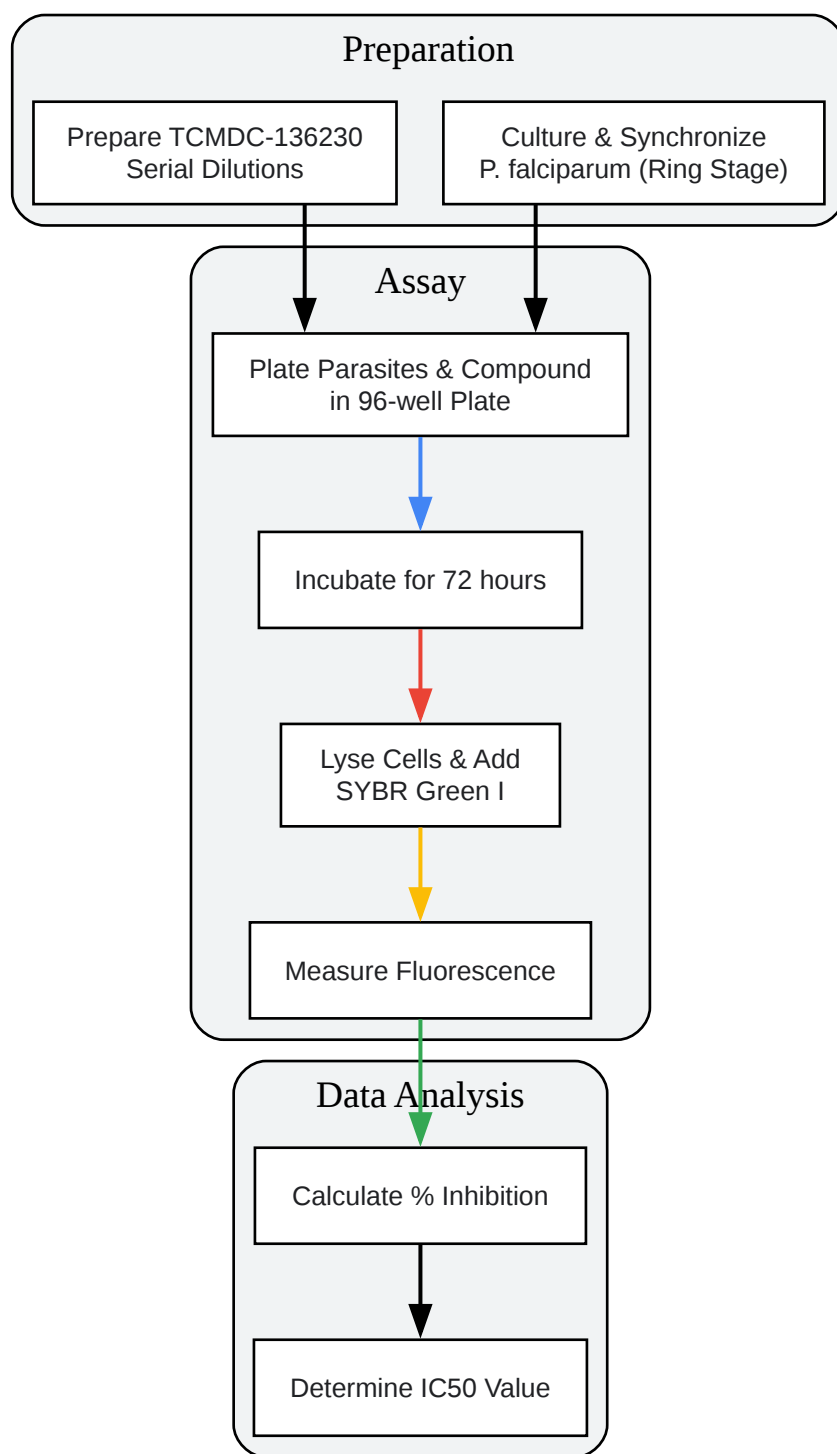 Preparation
Prepare TCMDC-136230
Serial Dilutions
Culture & Synchronize
P. falciparum (Ring Stage)
Assay
Plate Parasites & Compound
in 96-well Plate
Incubate for 72 hours
Lyse Cells & Add
SYBR Green I
Measure Fluorescence
Data Analysis
Calculate % Inhibition
Determine IC50 Value